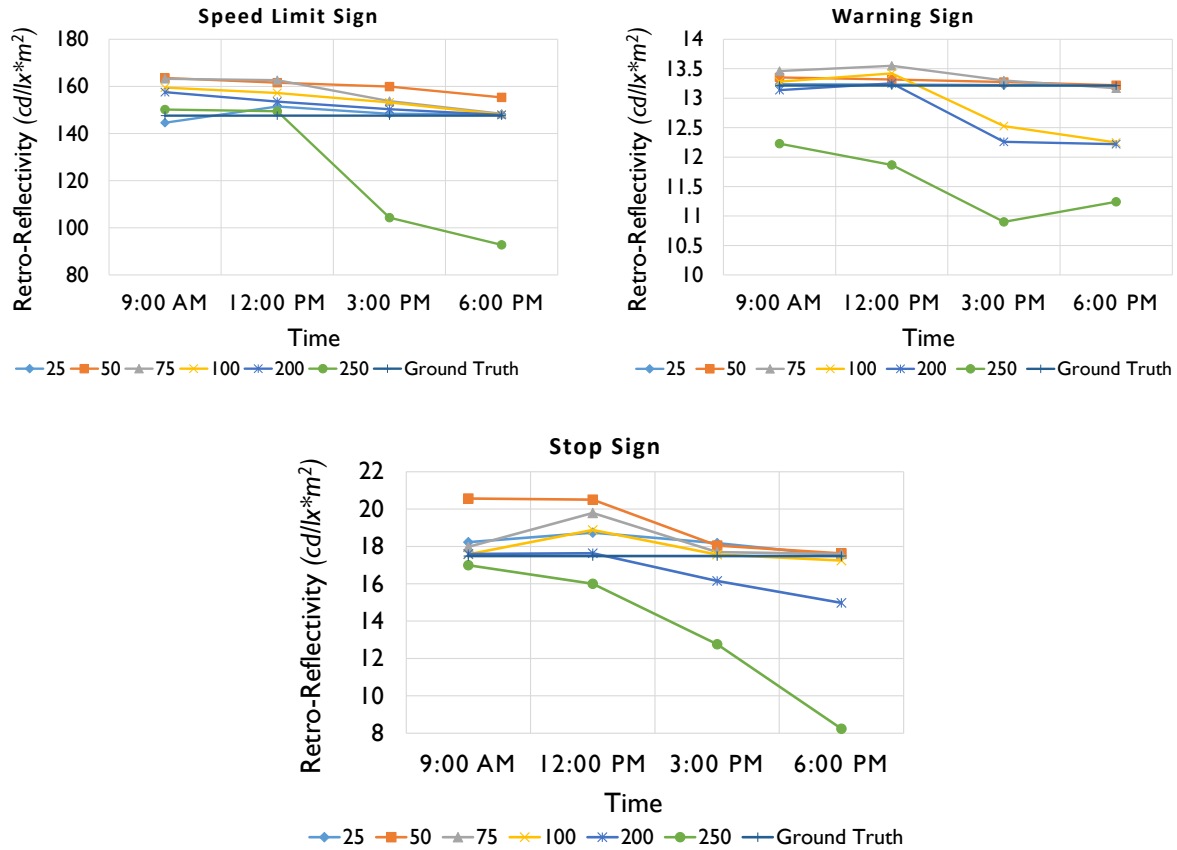 Speed Limit Sign
Retro-Reflectivity (cd/lx*m²)
180
160
140
120
100
80
9:00 AM 12:00 PM 3:00 PM 6:00 PM
Time
25 50 75 100 200 250 Ground Truth
Warning Sign
Retro-Reflectivity (cd/lx*m²)
14
13.5
13
12.5
12
11.5
11
10.5
10
9:00 AM 12:00 PM 3:00 PM 6:00 PM
Time
25 50 75 100 200 250 Ground Truth
Stop Sign
Retro-Reflectivity (cd/lx*m²)
22
20
18
16
14
12
10
8
9:00 AM 12:00 PM 3:00 PM 6:00 PM
Time
25 50 75 100 200 250 Ground Truth